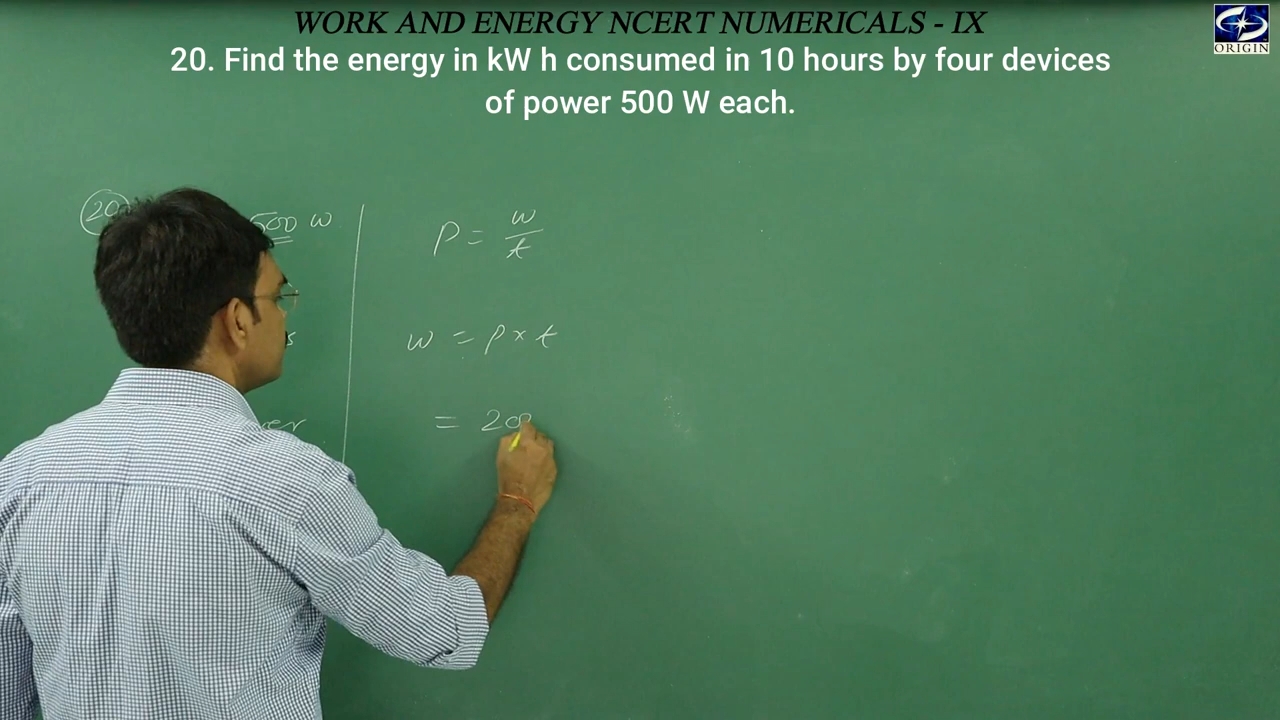 WORK AND ENERGY NCERT NUMERICALS - IX
ORIGIN
20. Find the energy in kW h consumed in 10 hours by four devices
of power 500 W each.
20
500 W
P = W/t
W = P × t
= 200